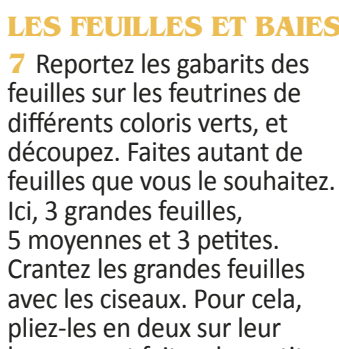 LES FEUILLES ET BAIES
7 Reportez les gabarits des
feuilles sur les feutrines de
différents coloris verts, et
découpez. Faites autant de
feuilles que vous le souhaitez.
Ici, 3 grandes feuilles,
5 moyennes et 3 petites.
Crantez les grandes feuilles
avec les ciseaux. Pour cela,
pliez-les en deux sur leur